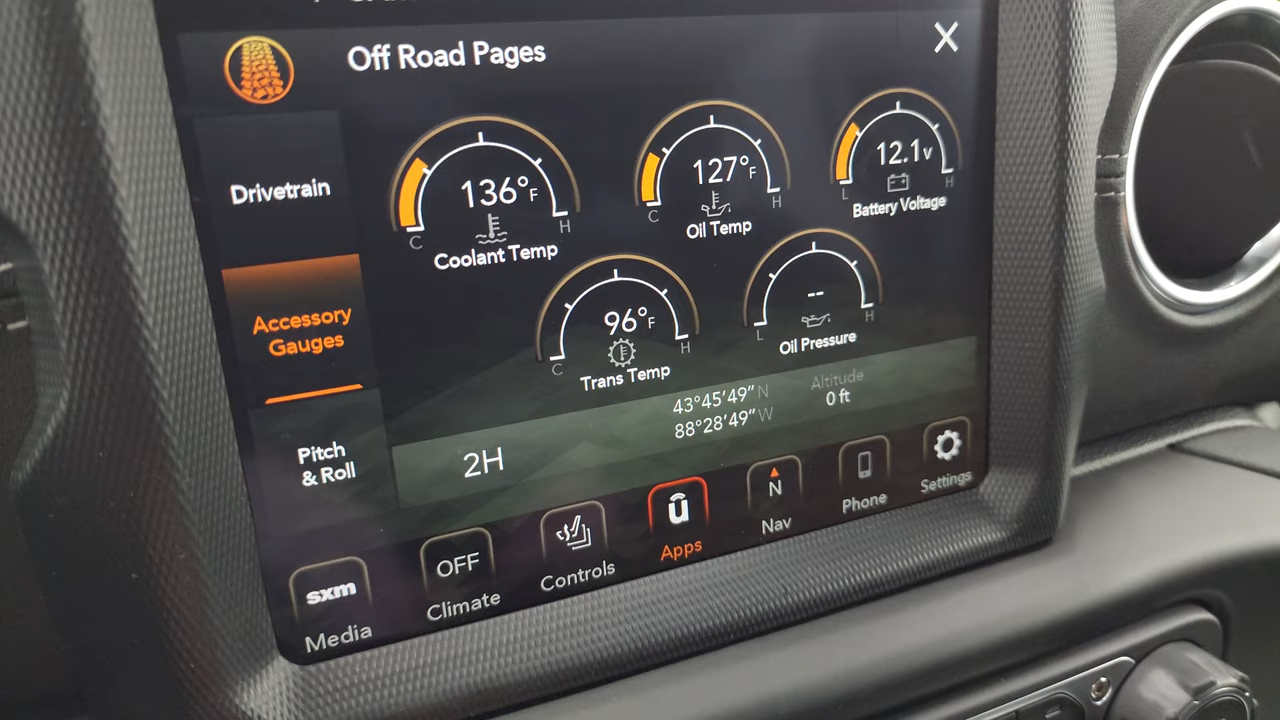 Off Road Pages
Drivetrain
Accessory
Gauges
Pitch
& Roll
136°F
C H
Coolant Temp
127°F
C H
Oil Temp
12.1v
L H
Battery Voltage
96°F
C H
Trans Temp
--
L H
Oil Pressure
2H
43°45'49"N
88°28'49"W
Altitude
0 ft
sxm
Media
OFF
Climate
Controls
u
Apps
N
Nav
Phone
Settings